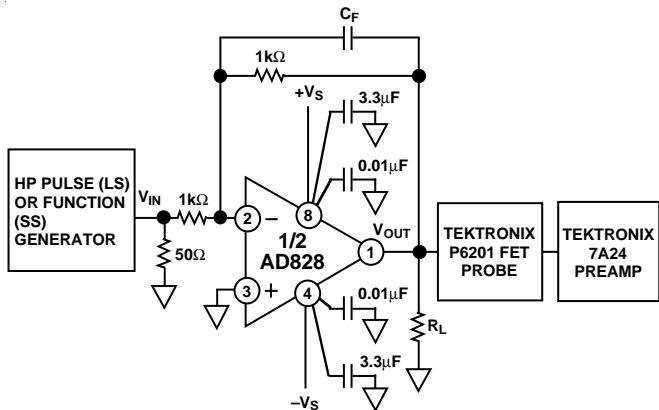 C_F
1kΩ
+V_S
3.3μF
0.01μF
HP PULSE (LS)
OR FUNCTION
(SS)
GENERATOR
V_IN
1kΩ
50Ω
2
−
8
1/2
AD828
3
+
4
1
V_OUT
TEKTRONIX
P6201 FET
PROBE
TEKTRONIX
7A24
PREAMP
0.01μF
R_L
3.3μF
−V_S